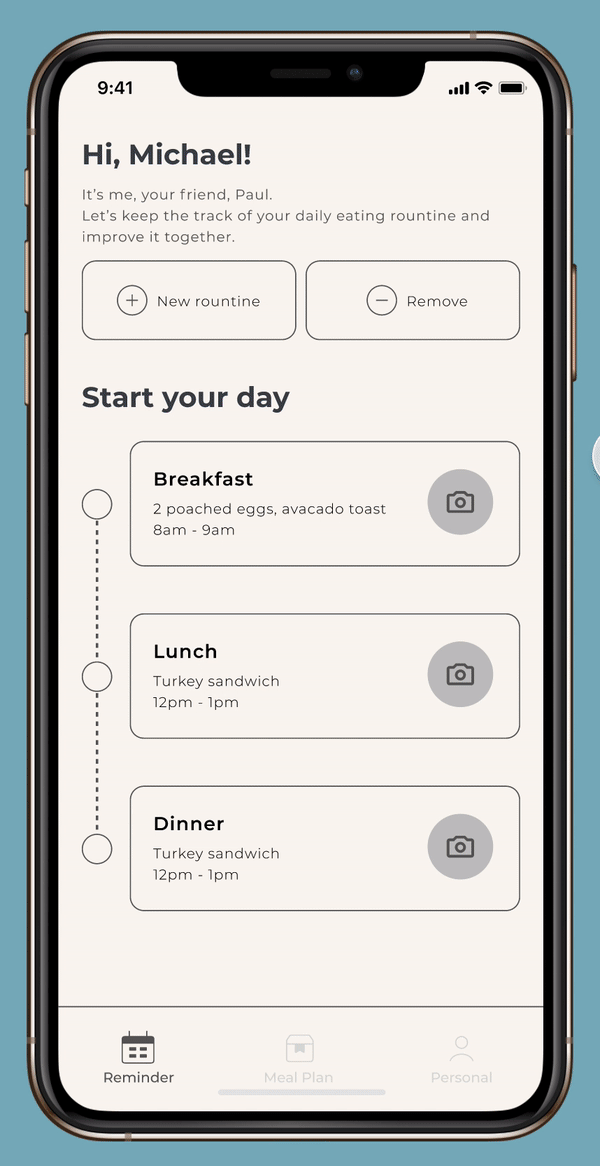 9:41
Hi, Michael!
It's me, your friend, Paul.
Let's keep the track of your daily eating rountine and
improve it together.
New rountine
Remove
Start your day
Breakfast
2 poached eggs, avacado toast
8am - 9am
Lunch
Turkey sandwich
12pm - 1pm
Dinner
Turkey sandwich
12pm - 1pm
Reminder
Meal Plan
Personal